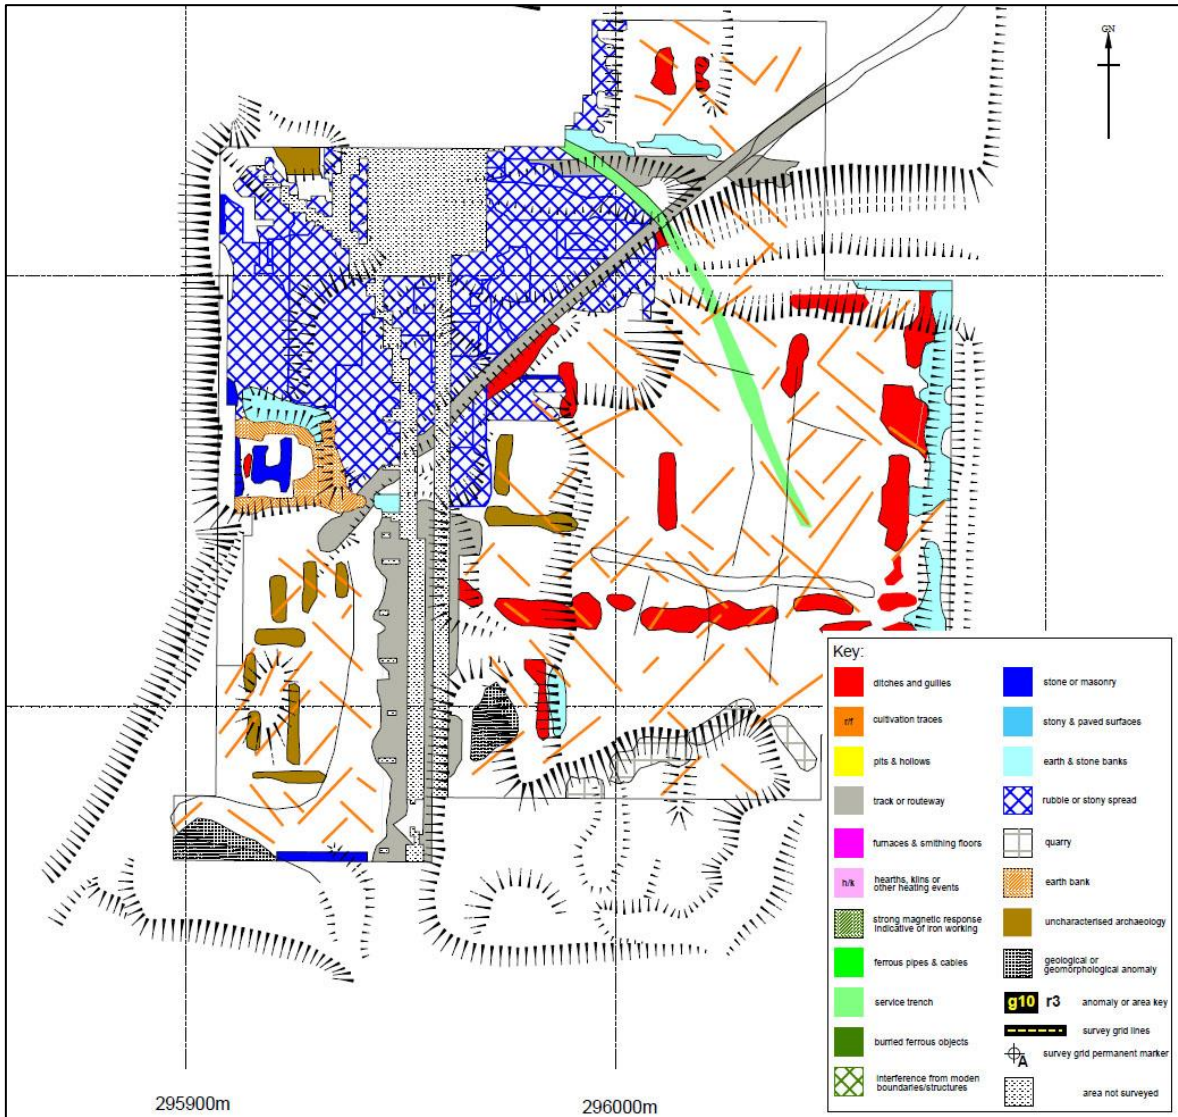 GN
Key:
ditches and gullies
r/f cultivation traces
pits & hollows
track or routeway
furnaces & smithing floors
h/k hearths, kilns or
other heating events
strong magnetic response
indicative of iron working
ferrous pipes & cables
service trench
burried ferrous objects
interference from moden
boundaries/structures
stone or masonry
stony & paved surfaces
earth & stone banks
rubble or stony spread
quarry
earth bank
uncharacterised archaeology
geological or
geomorphological anomaly
g10 r3 anomaly or area key
survey grid lines
A survey grid permanent marker
area not surveyed
295900m
296000m